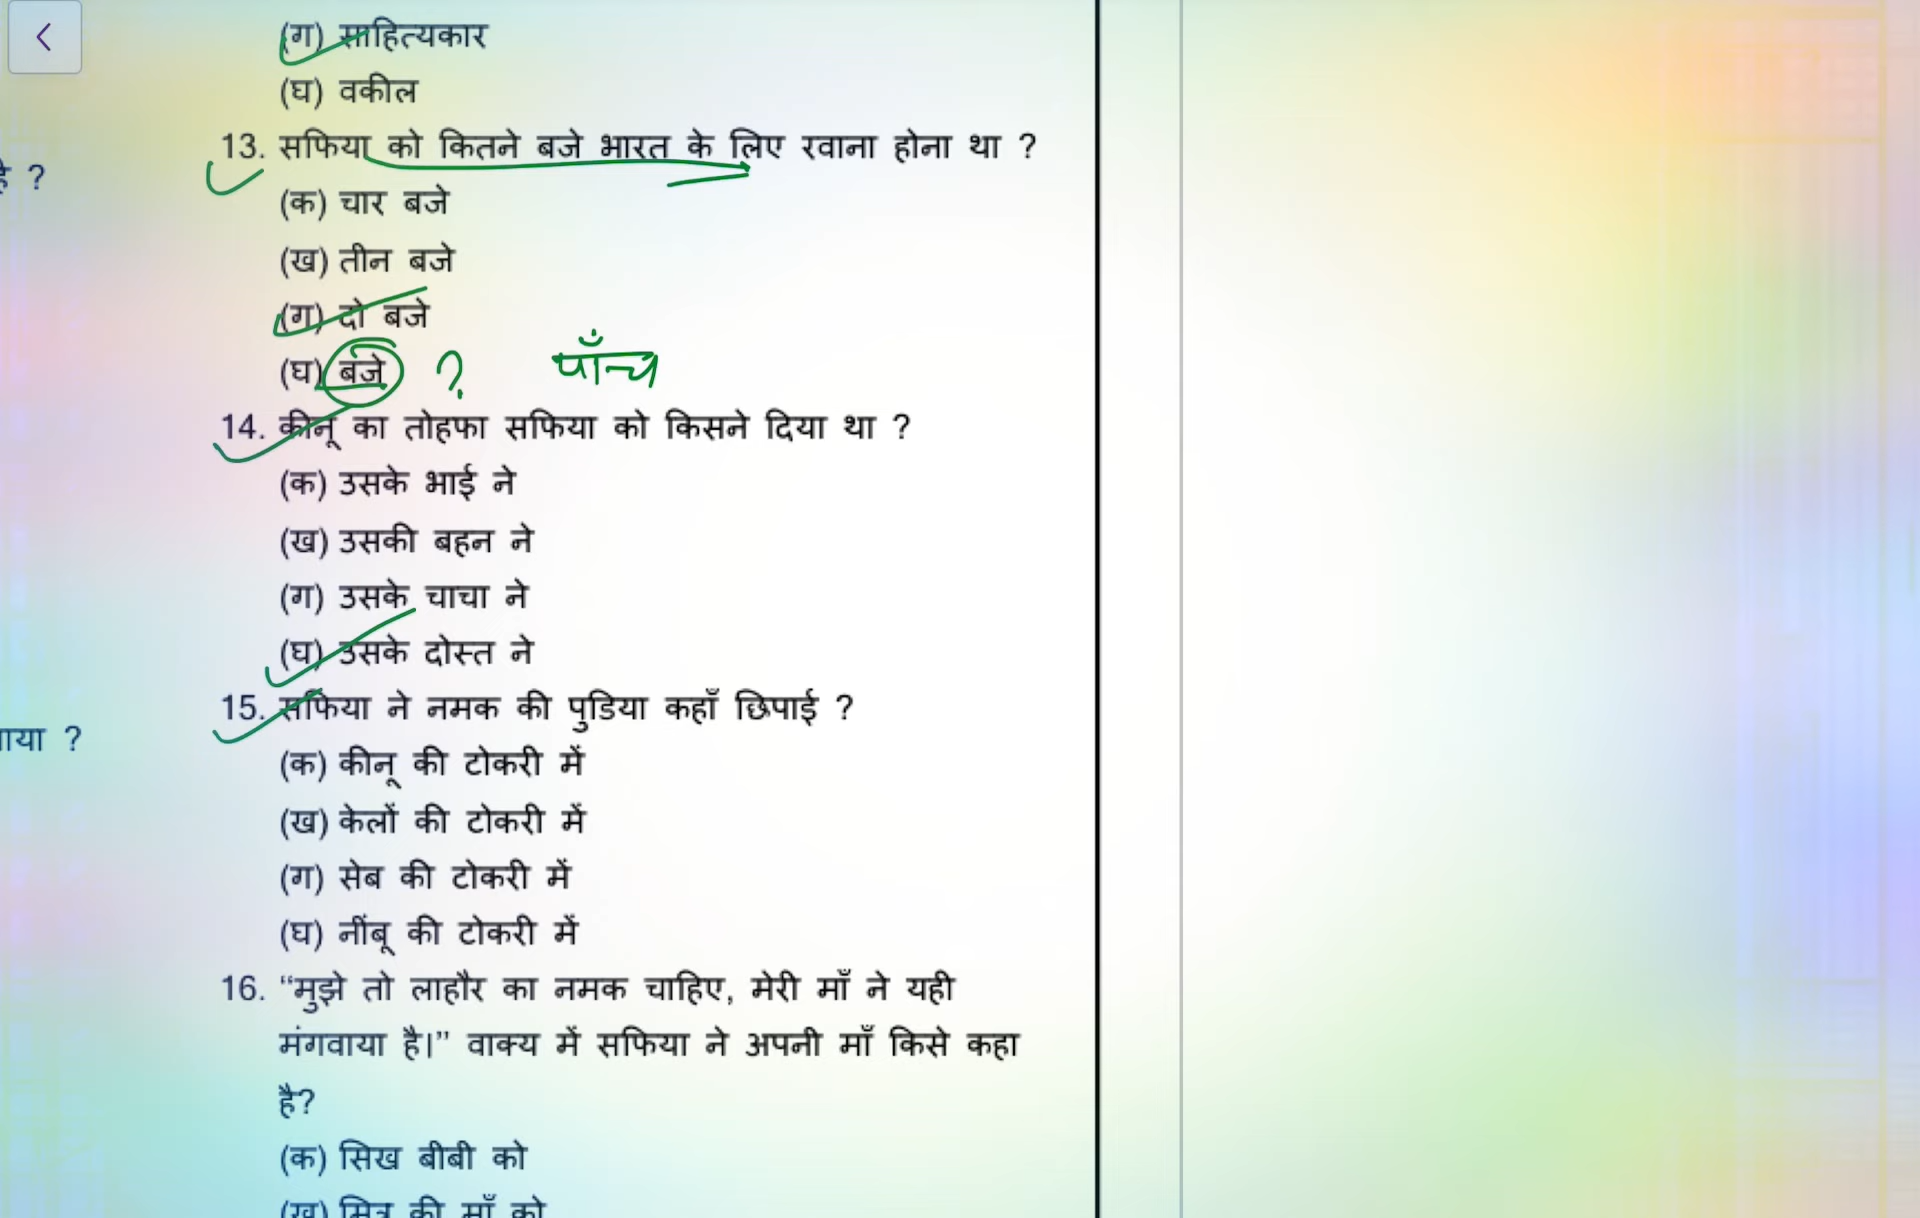 (ग) साहित्यकार
(घ) वकील
13. सफिया को कितने बजे भारत के लिए रवाना होना था ?
? 
(क) चार बजे
(ख) तीन बजे
(ग) दो बजे
(घ) बजे ? पाँच
14. कीनू का तोहफा सफिया को किसने दिया था ?
(क) उसके भाई ने
(ख) उसकी बहन ने
(ग) उसके चाचा ने
(घ) उसके दोस्त ने
15. सफिया ने नमक की पुडिया कहाँ छिपाई ?
?
(क) कीनू की टोकरी में
(ख) केलों की टोकरी में
(ग) सेब की टोकरी में
(घ) नींबू की टोकरी में
16. “मुझे तो लाहौर का नमक चाहिए, मेरी माँ ने यही
मंगवाया है।” वाक्य में सफिया ने अपनी माँ किसे कहा
है?
(क) सिख बीबी को
(ख) मित्र की माँ को